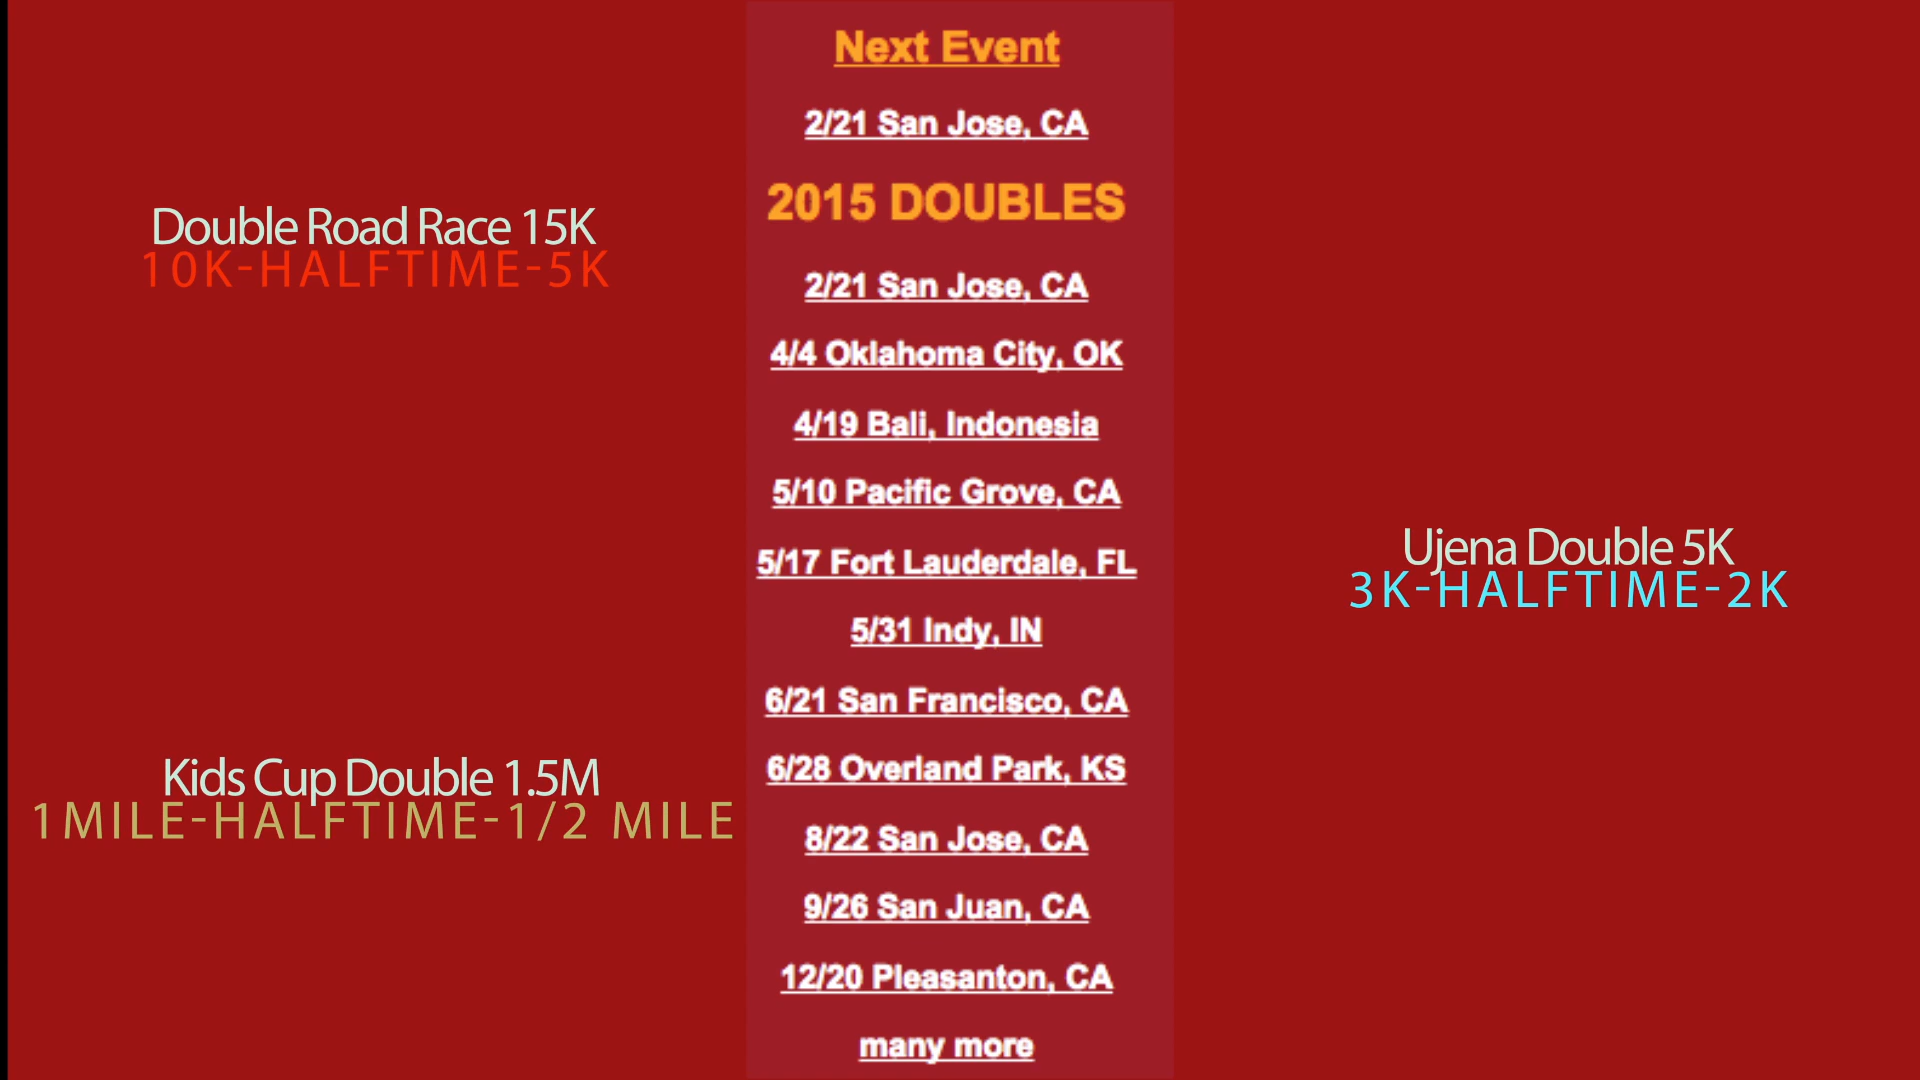 Next Event
2/21 San Jose, CA
2015 DOUBLES
2/21 San Jose, CA
4/4 Oklahoma City, OK
4/19 Bali, Indonesia
5/10 Pacific Grove, CA
5/17 Fort Lauderdale, FL
5/31 Indy, IN
6/21 San Francisco, CA
6/28 Overland Park, KS
8/22 San Jose, CA
9/26 San Juan, CA
12/20 Pleasanton, CA
many more
Double Road Race 15K
10K-HALFTIME-5K
Kids Cup Double 1.5M
1MILE-HALFTIME-1/2 MILE
Ujena Double 5K
3K-HALFTIME-2K